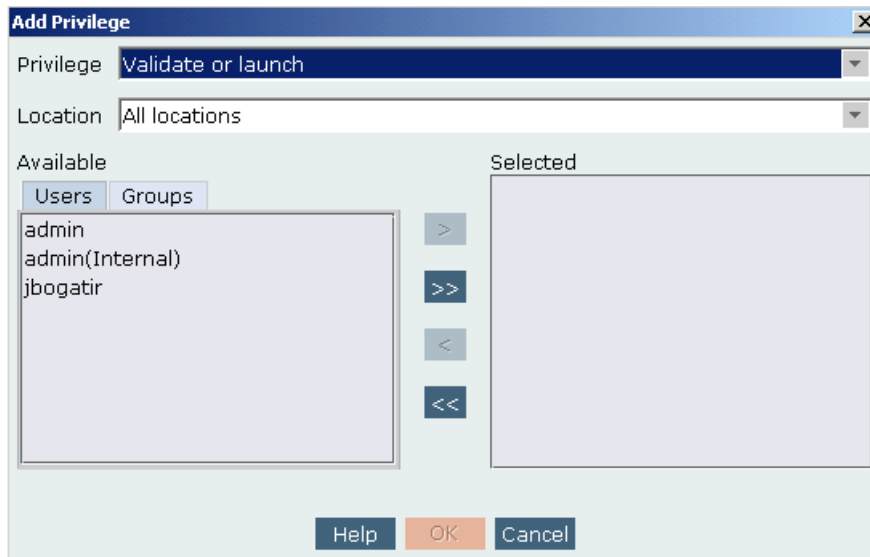 Add Privilege
Privilege Validate or launch
Location All locations
Available
Selected
Users Groups
admin
admin(Internal)
jbogatir
>
>>
<
<<
Help OK Cancel